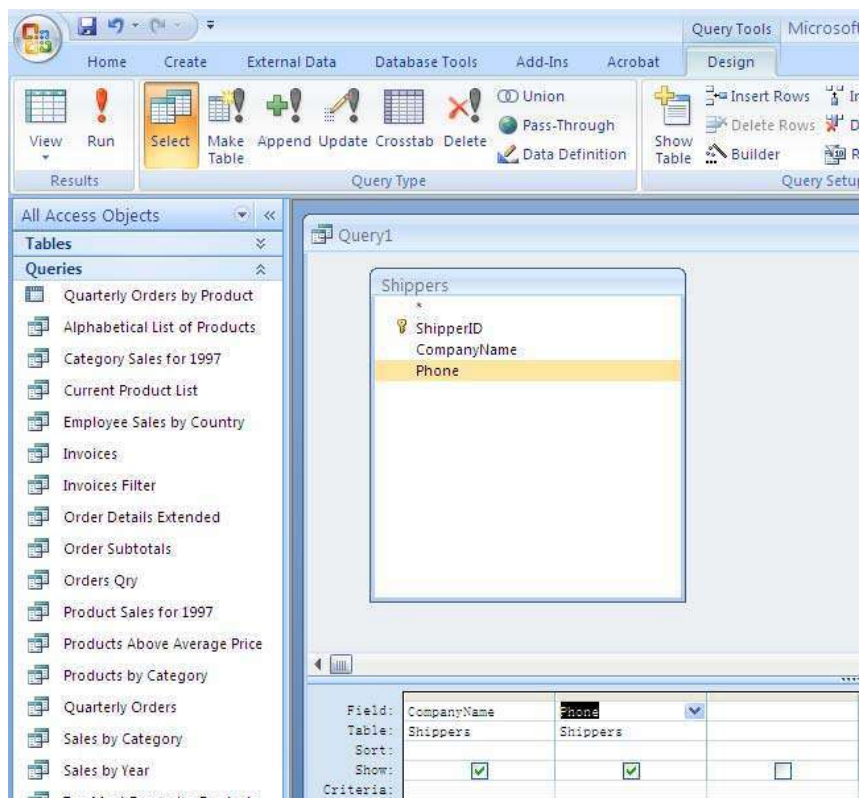 Query Tools Microsoft
Home Create External Data Database Tools Add-Ins Acrobat Design
View Run Select Make Table Append Update Crosstab Delete
Union
Pass-Through
Data Definition
Show Table
Insert Rows
Delete Rows
Builder
Results Query Type Query Setup
All Access Objects
Tables
Queries
Quarterly Orders by Product
Alphabetical List of Products
Category Sales for 1997
Current Product List
Employee Sales by Country
Invoices
Invoices Filter
Order Details Extended
Order Subtotals
Orders Qry
Product Sales for 1997
Products Above Average Price
Products by Category
Quarterly Orders
Sales by Category
Sales by Year
Query1
Shippers
*
ShipperID
CompanyName
Phone
Field: CompanyName Phone
Table: Shippers Shippers
Sort:
Show:
Criteria: